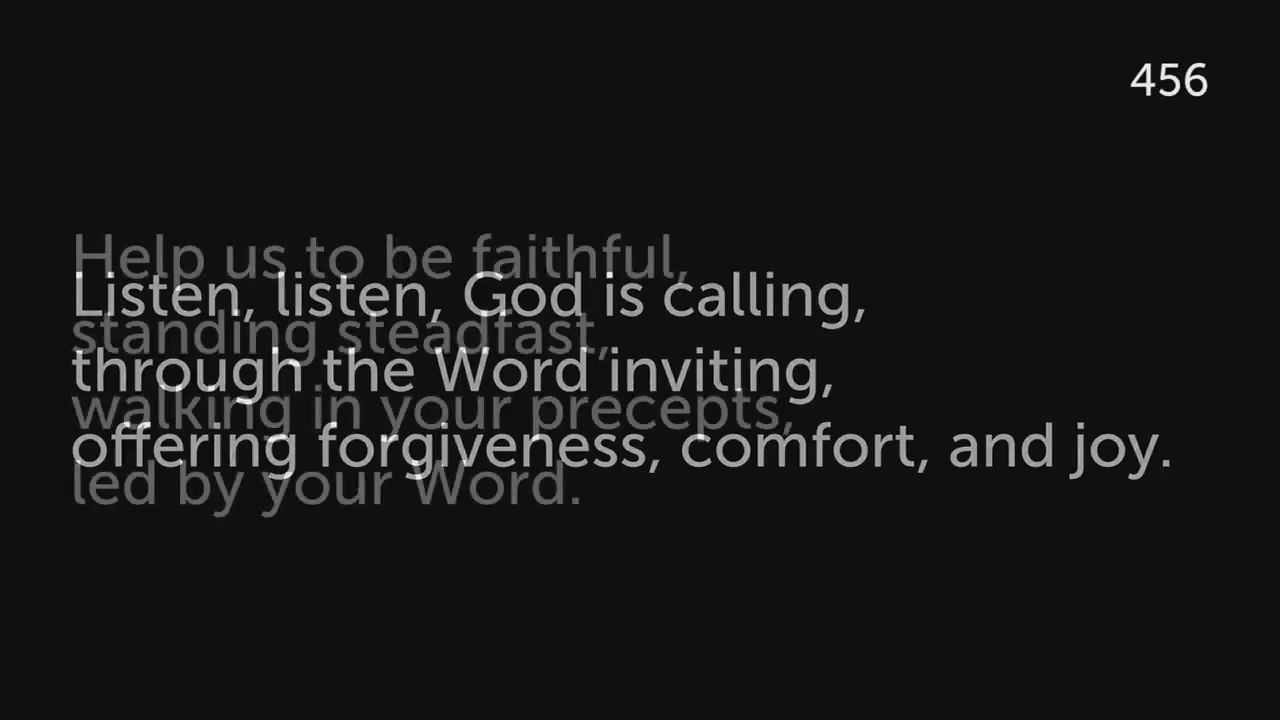 456
Help us to be faithful,
Listen, listen, God is calling,
standing steadfast,
through the Word inviting,
walking in your precepts,
offering forgiveness, comfort, and joy.
led by your Word.